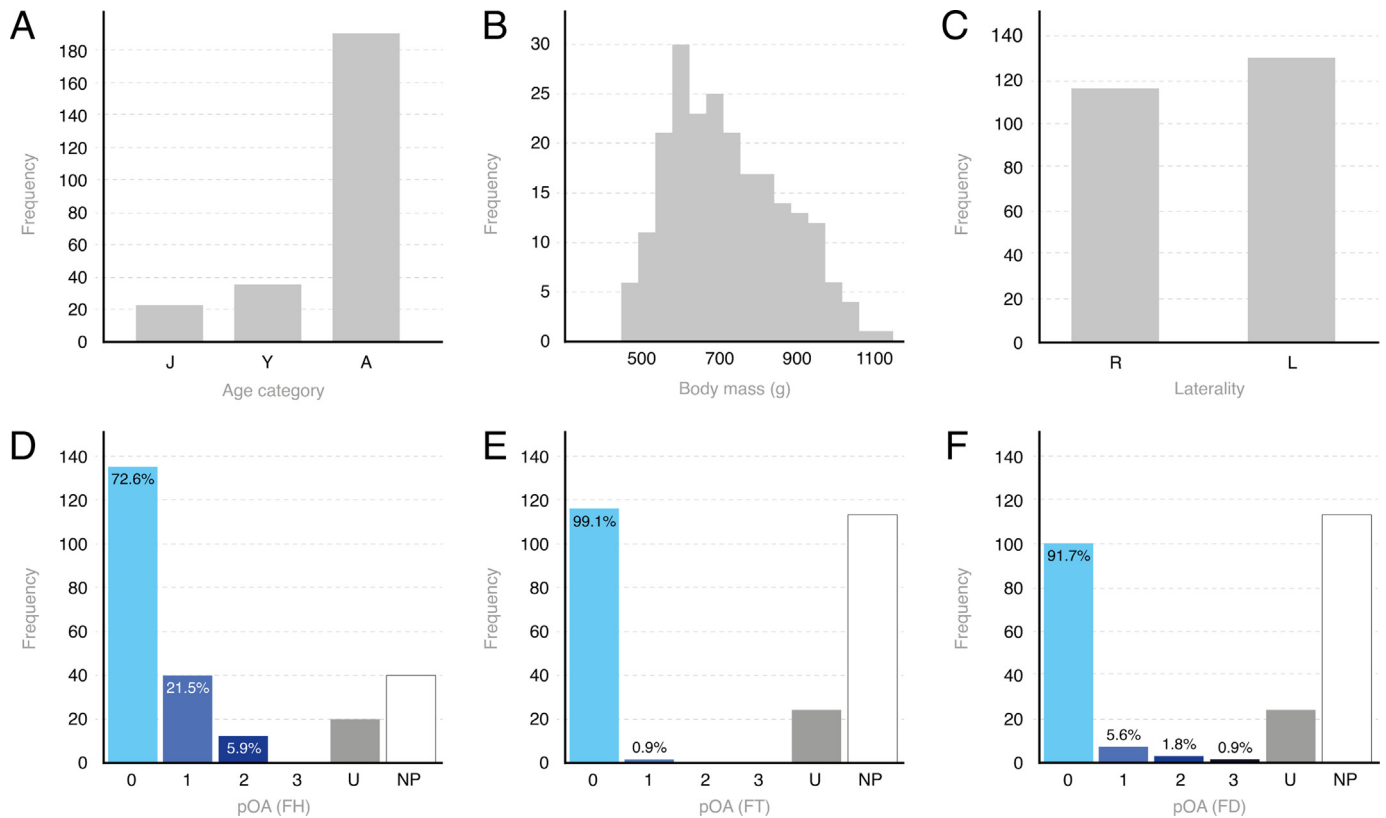 A
Frequency
180
160
140
120
100
80
60
40
20
0
J Y A
Age category
B
Frequency
30
25
20
15
10
5
0
500 700 900 1100
Body mass (g)
C
Frequency
140
120
100
80
60
40
20
0
R L
Laterality
D
Frequency
140
120
100
80
60
40
20
0
72.6%
21.5%
5.9%
0 1 2 3 U NP
pOA (FH)
E
Frequency
140
120
100
80
60
40
20
0
99.1%
0.9%
0 1 2 3 U NP
pOA (FT)
F
Frequency
140
120
100
80
60
40
20
0
91.7%
5.6%
1.8%
0.9%
0 1 2 3 U NP
pOA (FD)